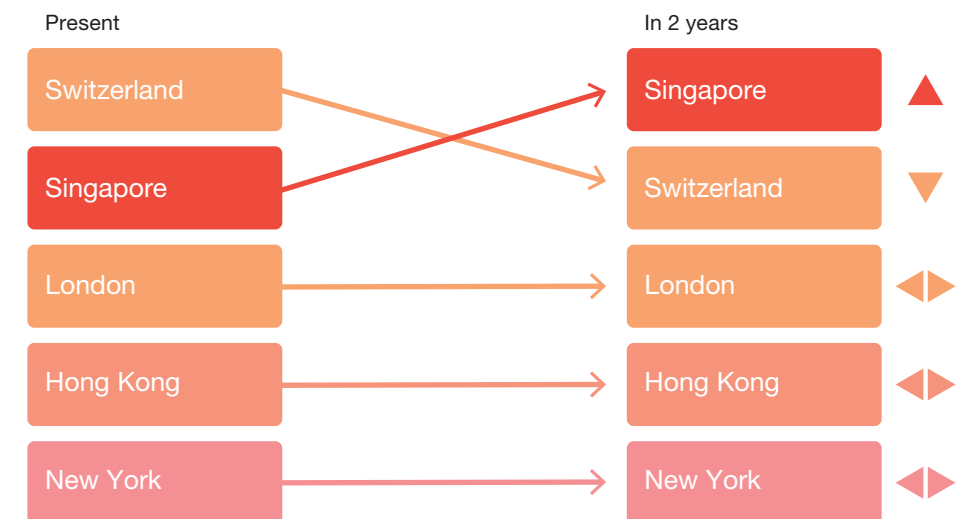 Present
In 2 years
Switzerland
Singapore
Singapore
Switzerland
London
London
Hong Kong
Hong Kong
New York
New York